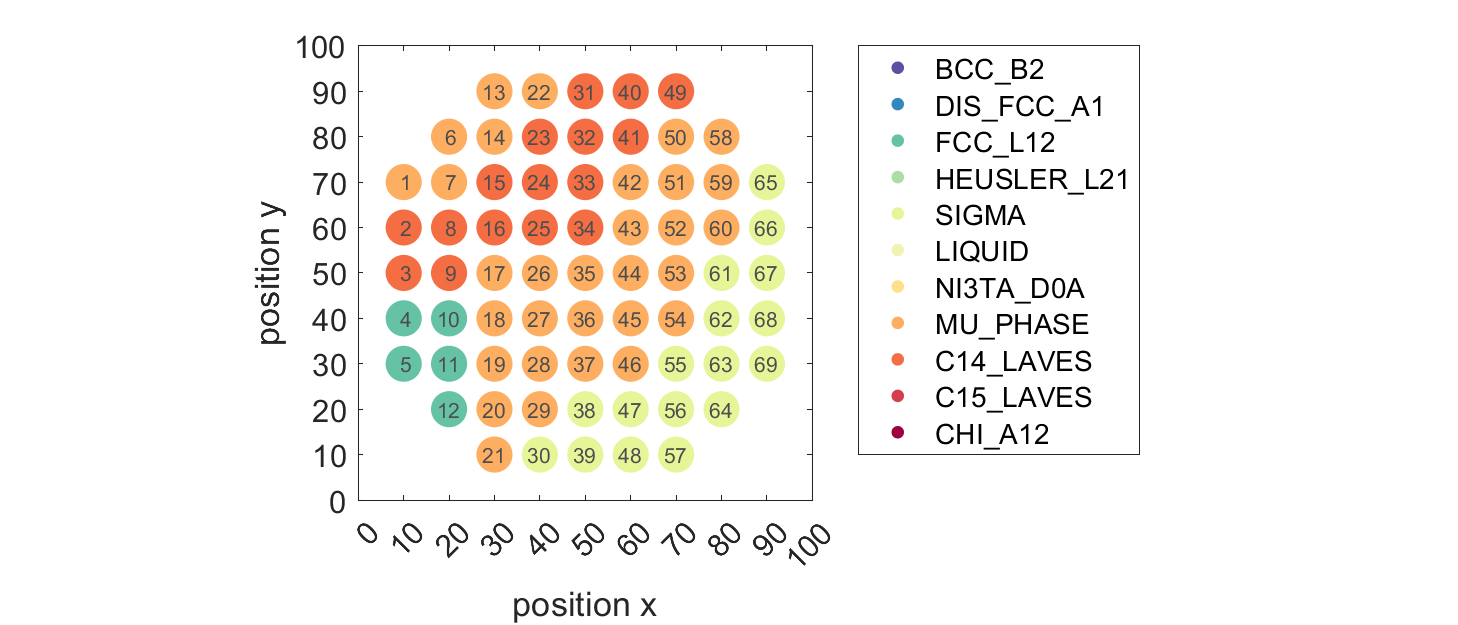 100
90 13 22 31 40 49
80 6 14 23 32 41 50 58
70 1 7 15 24 33 42 51 59 65
60 2 8 16 25 34 43 52 60 66
50 3 9 17 26 35 44 53 61 67
40 4 10 18 27 36 45 54 62 68
30 5 11 19 28 37 46 55 63 69
20 12 20 29 38 47 56 64
10 21 30 39 48 57
0
position y
0 10 20 30 40 50 60 70 80 90 100
position x
BCC_B2
DIS_FCC_A1
FCC_L12
HEUSLER_L21
SIGMA
LIQUID
NI3TA_D0A
MU_PHASE
C14_LAVES
C15_LAVES
CHI_A12